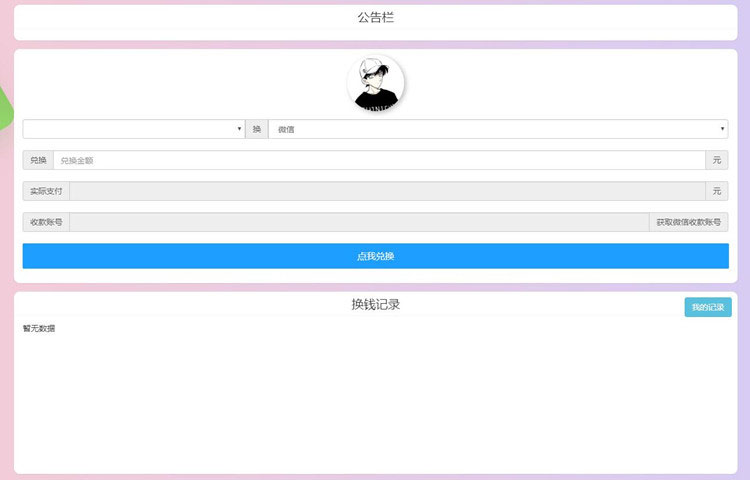 公告栏
换 微信
兑换 兑换金额 元
实际支付 元
收款账号 获取微信收款账号
点我兑换
换钱记录 我的记录
暂无数据